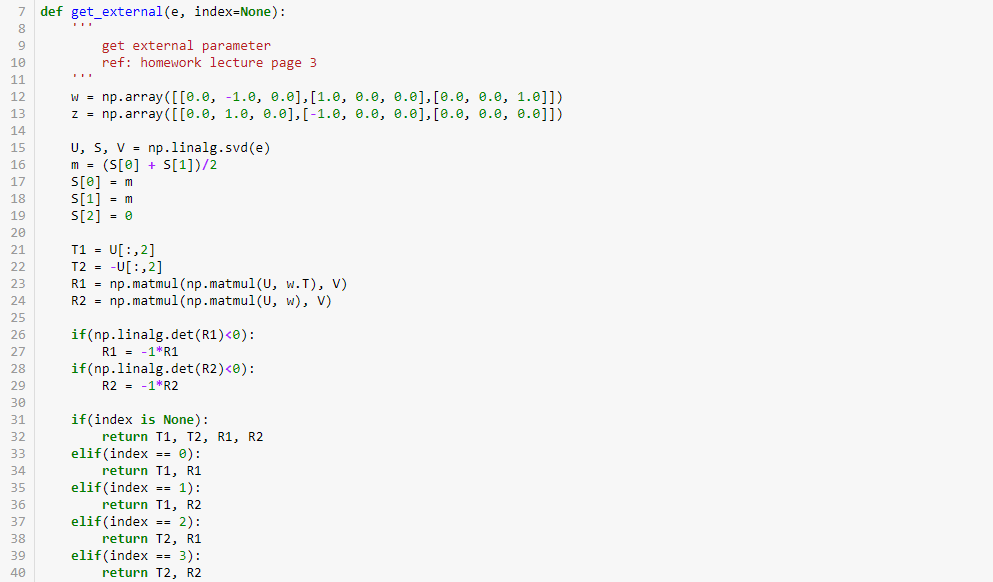 7 def get_external(e, index=None):
8 '''
9 get external parameter
10 ref: homework lecture page 3
11 '''
12 w = np.array([[0.0, -1.0, 0.0],[1.0, 0.0, 0.0],[0.0, 0.0, 1.0]])
13 z = np.array([[0.0, 1.0, 0.0],[-1.0, 0.0, 0.0],[0.0, 0.0, 0.0]])
14
15 U, S, V = np.linalg.svd(e)
16 m = (S[0] + S[1])/2
17 S[0] = m
18 S[1] = m
19 S[2] = 0
20
21 T1 = U[:,2]
22 T2 = -U[:,2]
23 R1 = np.matmul(np.matmul(U, w.T), V)
24 R2 = np.matmul(np.matmul(U, w), V)
25
26 if(np.linalg.det(R1)<0):
27 R1 = -1*R1
28 if(np.linalg.det(R2)<0):
29 R2 = -1*R2
30
31 if(index is None):
32 return T1, T2, R1, R2
33 elif(index == 0):
34 return T1, R1
35 elif(index == 1):
36 return T1, R2
37 elif(index == 2):
38 return T2, R1
39 elif(index == 3):
40 return T2, R2